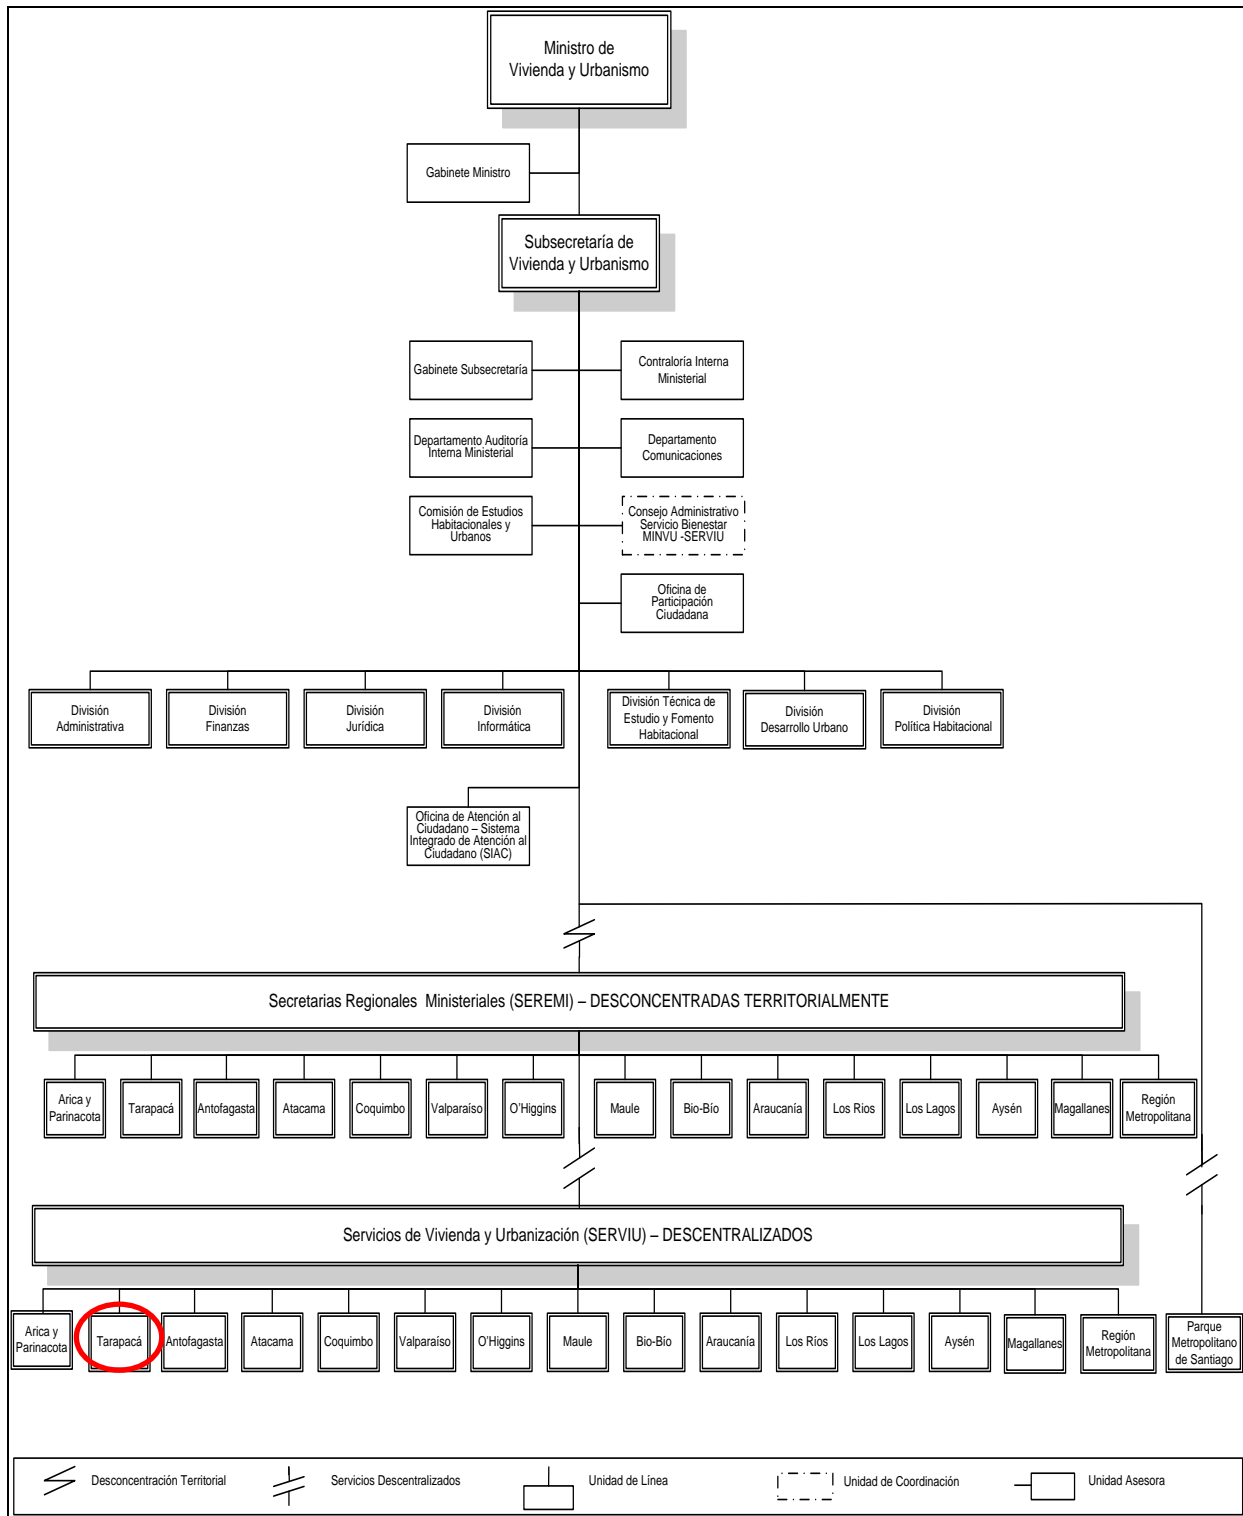 Ministro de
Vivienda y Urbanismo
Gabinete Ministro
Subsecretaría de
Vivienda y Urbanismo
Gabinete Subsecretaría
Contraloría Interna
Ministerial
Departamento Auditoría
Interna Ministerial
Departamento
Comunicaciones
Comisión de Estudios
Habitacionales y
Urbanos
Consejo Administrativo
Servicio Bienestar
MINVU -SERVIU
Oficina de
Participación
Ciudadana
División
Administrativa
División
Finanzas
División
Jurídica
División
Informática
División Técnica de
Estudio y Fomento
Habitacional
División
Desarrollo Urbano
División
Política Habitacional
Oficina de Atención al
Ciudadano – Sistema
Integrado de Atención al
Ciudadano (SIAC)
Secretarias Regionales  Ministeriales (SEREMI) – DESCONCENTRADAS TERRITORIALMENTE
Arica y
Parinacota
Tarapacá
Antofagasta
Atacama
Coquimbo
Valparaíso
O'Higgins
Maule
Bio-Bío
Araucanía
Los Rios
Los Lagos
Aysén
Magallanes
Región
Metropolitana
Servicios de Vivienda y Urbanización (SERVIU) – DESCENTRALIZADOS
Arica y
Parinacota
Tarapacá
Antofagasta
Atacama
Coquimbo
Valparaíso
O'Higgins
Maule
Bio-Bío
Araucanía
Los Ríos
Los Lagos
Aysén
Magallanes
Región
Metropolitana
Parque
Metropolitano
de Santiago
Desconcentración Territorial
Servicios Descentralizados
Unidad de Línea
Unidad de Coordinación
Unidad Asesora